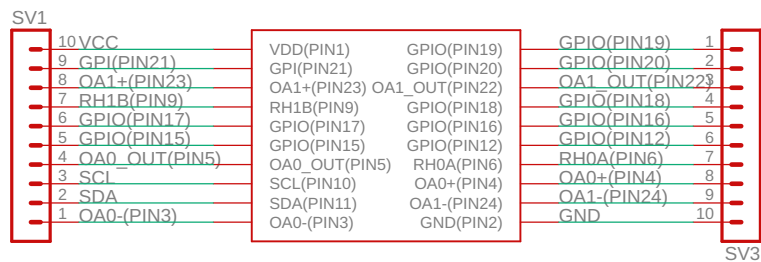 SV1
10 VCC VDD(PIN1) GPIO(PIN19) GPIO(PIN19) 1
9 GPI(PIN21) GPI(PIN21) GPIO(PIN20) GPIO(PIN20) 2
8 OA1+(PIN23) OA1+(PIN23) OA1_OUT(PIN22) OA1_OUT(PIN22) 3
7 RH1B(PIN9) RH1B(PIN9) GPIO(PIN18) GPIO(PIN18) 4
6 GPIO(PIN17) GPIO(PIN17) GPIO(PIN16) GPIO(PIN16) 5
5 GPIO(PIN15) GPIO(PIN15) GPIO(PIN12) GPIO(PIN12) 6
4 OA0_OUT(PIN5) OA0_OUT(PIN5) RH0A(PIN6) RH0A(PIN6) 7
3 SCL SCL(PIN10) OA0+(PIN4) OA0+(PIN4) 8
2 SDA SDA(PIN11) OA1-(PIN24) OA1-(PIN24) 9
1 OA0-(PIN3) OA0-(PIN3) GND(PIN2) GND 10
SV3